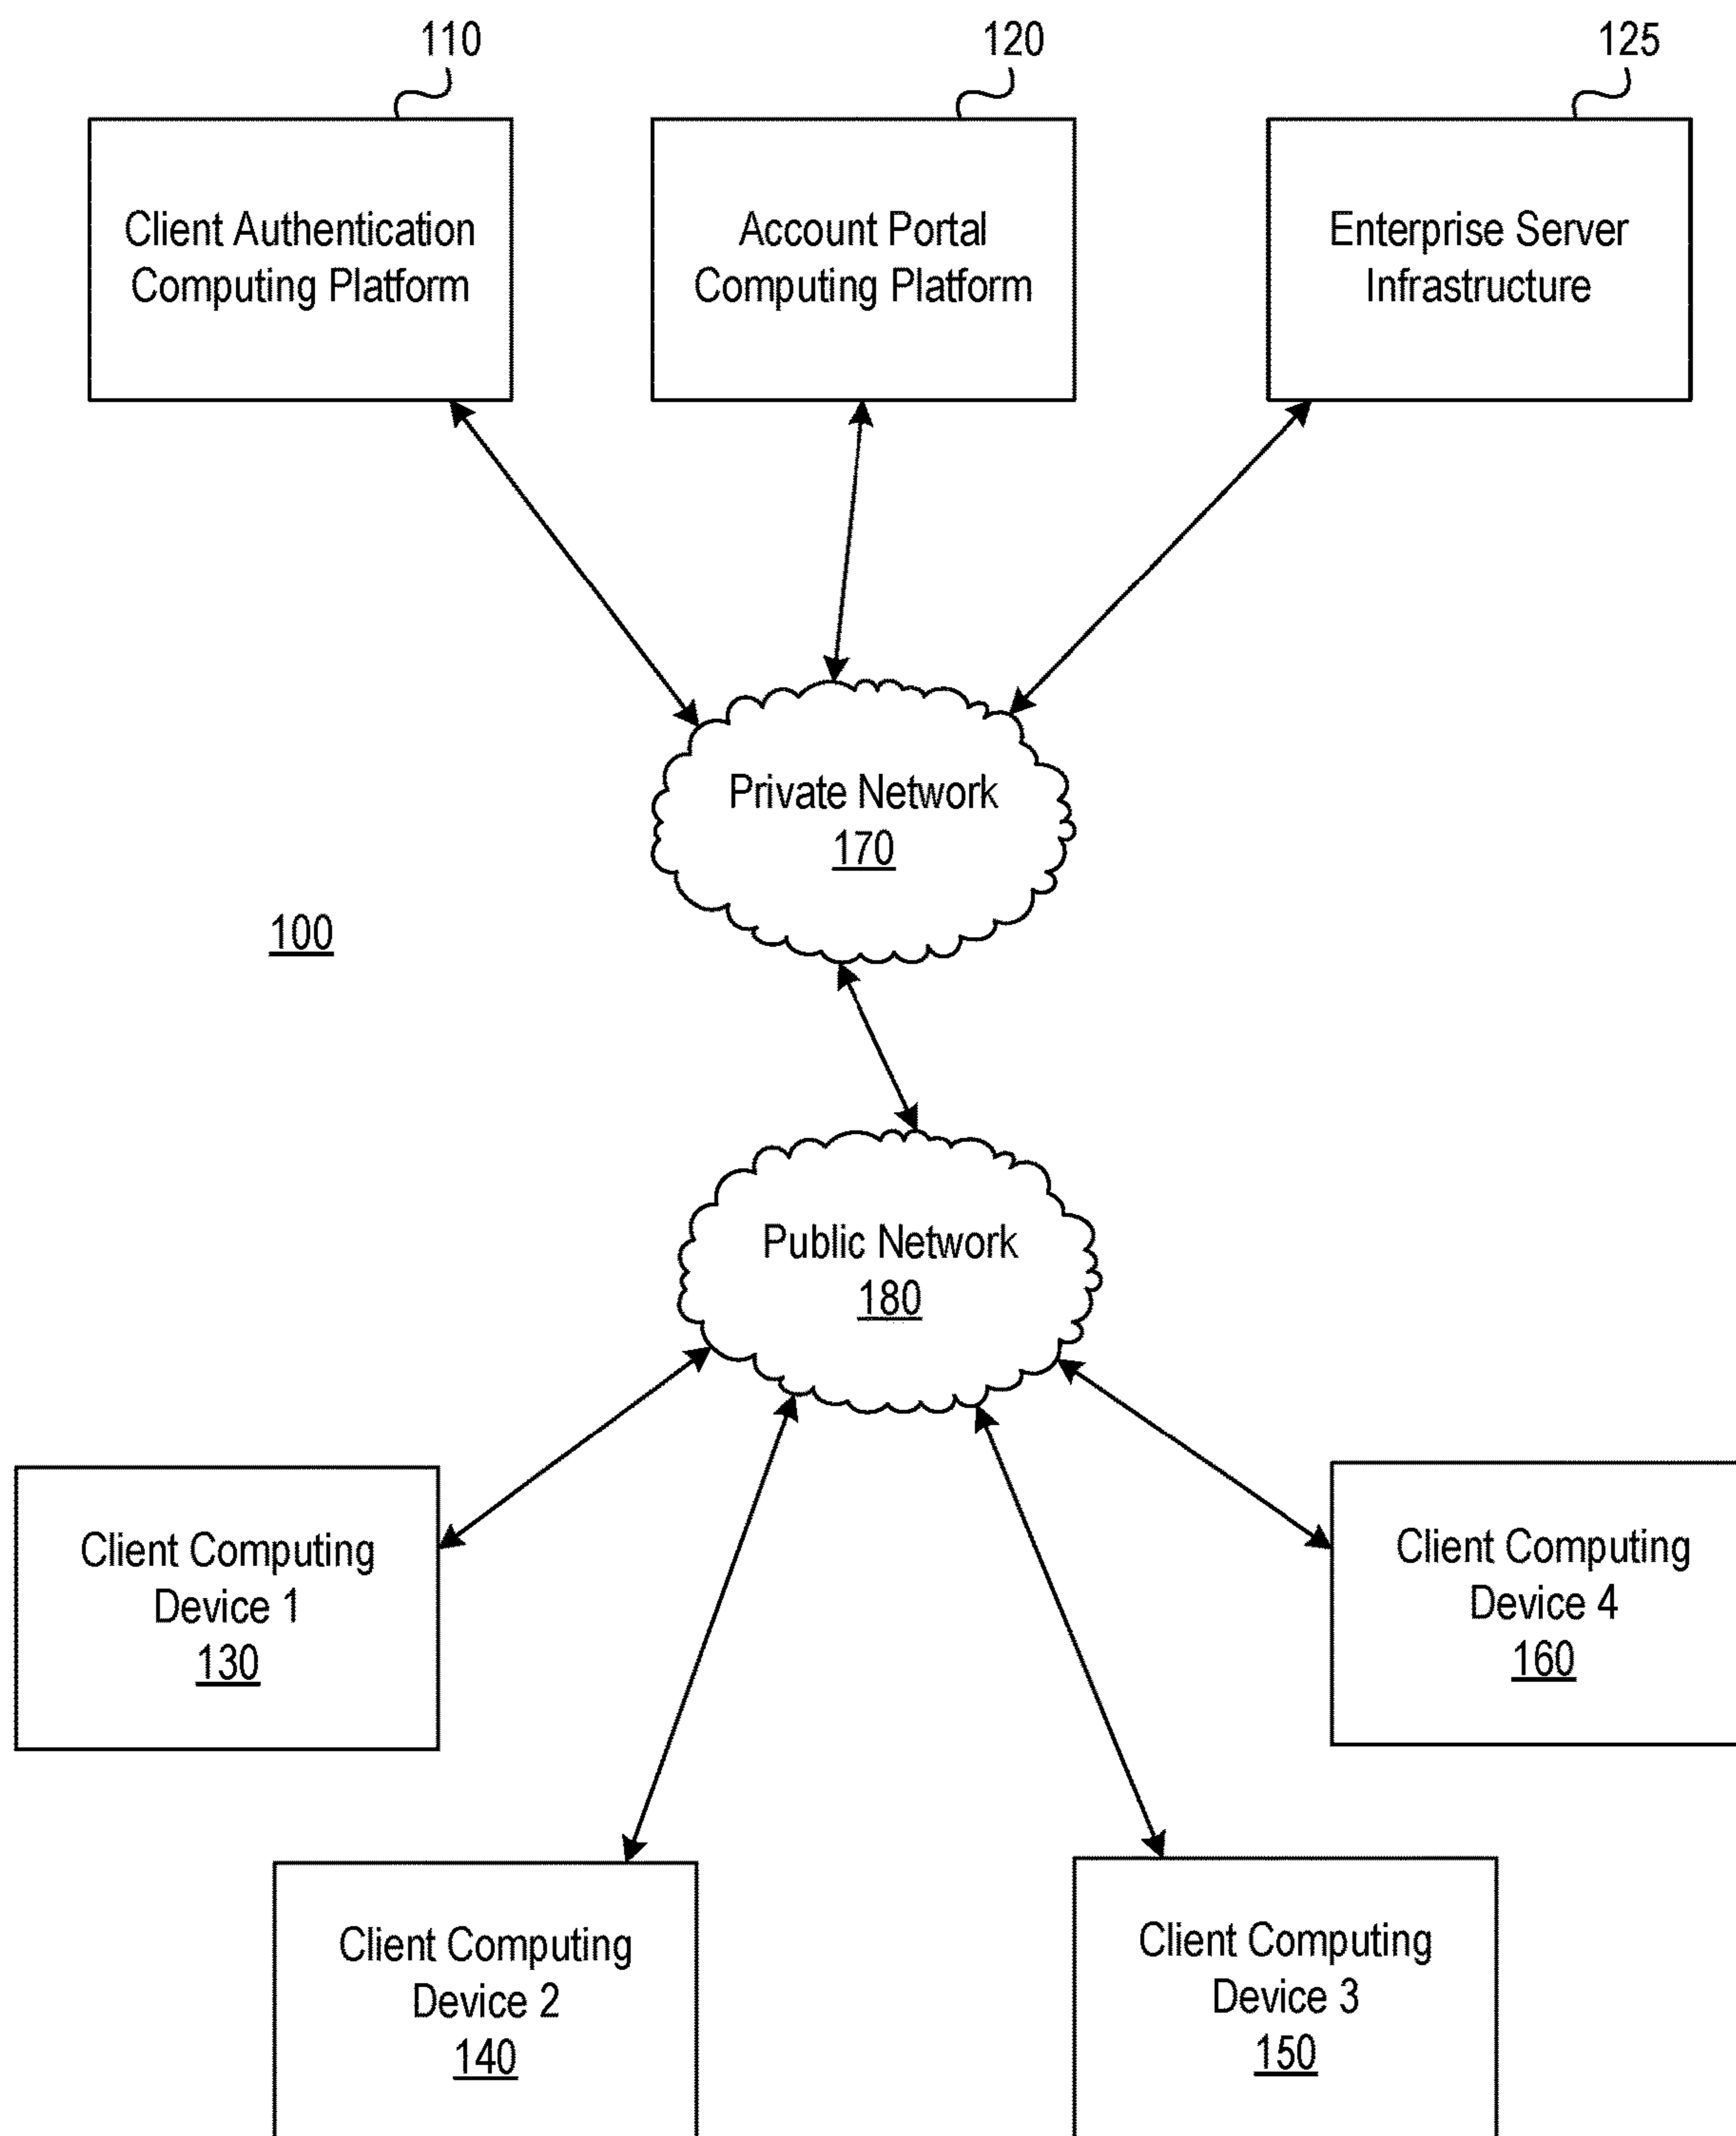 110
120
125
Client Authentication
Computing Platform
Account Portal
Computing Platform
Enterprise Server
Infrastructure
Private Network
170
100
Public Network
180
Client Computing
Device 1
130
Client Computing
Device 4
160
Client Computing
Device 2
140
Client Computing
Device 3
150